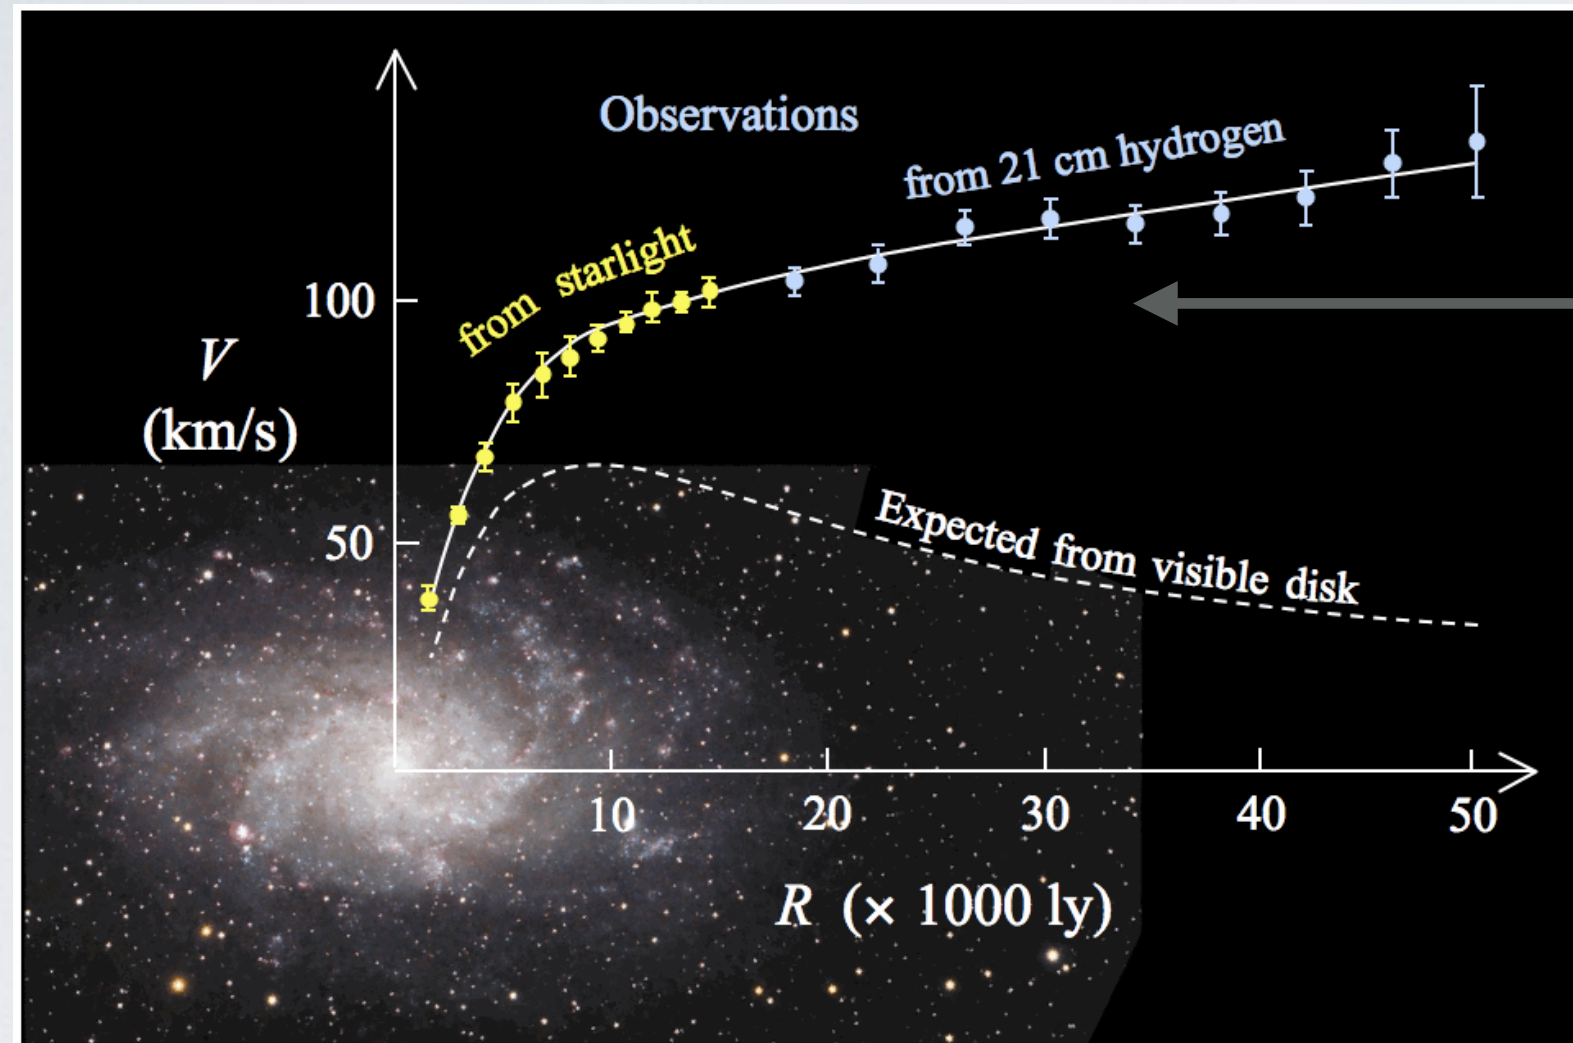 Observations
from 21 cm hydrogen
from starlight
100
V
(km/s)
50
Expected from visible disk
10 20 30 40 50
R (× 1000 ly)